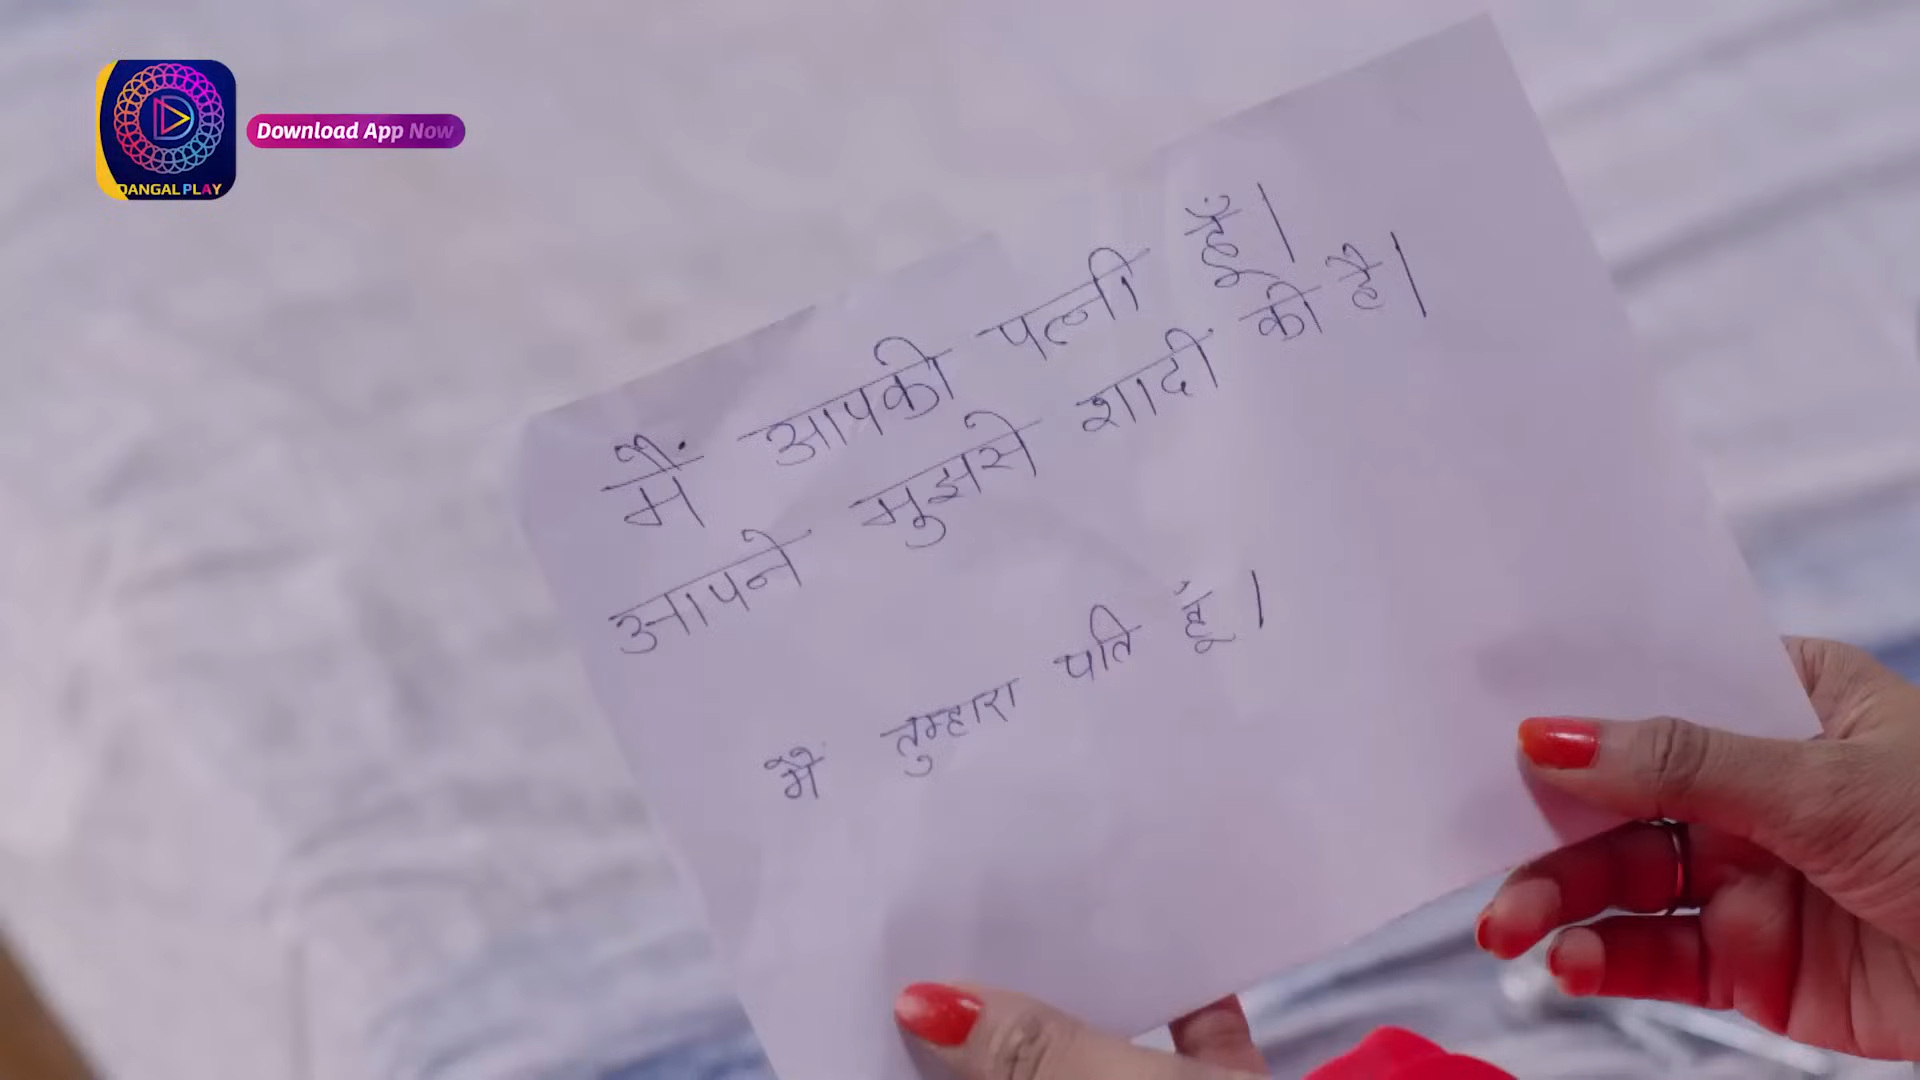 DANGAL PLAY
Download App Now
मैं आपकी पत्नी हूँ।
आपने मुझसे शादी की है।
मैं तुम्हारा पति हूं।